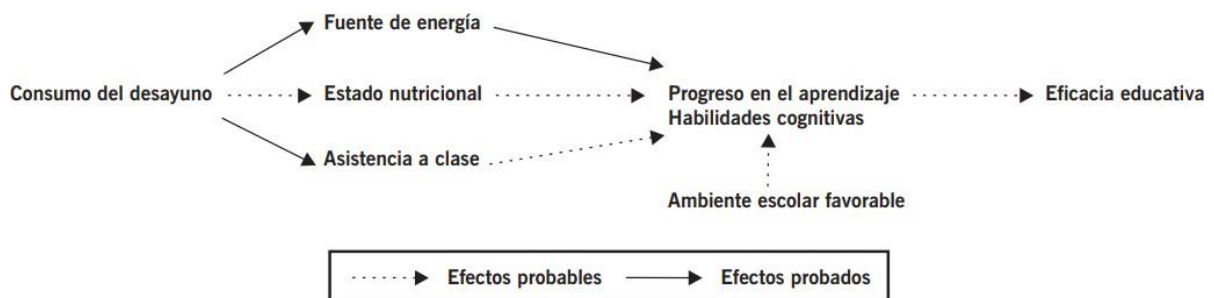 Fuente de energía
Consumo del desayuno
Estado nutricional
Progreso en el aprendizaje
Habilidades cognitivas
Eficacia educativa
Asistencia a clase
Ambiente escolar favorable
Efectos probables
Efectos probados